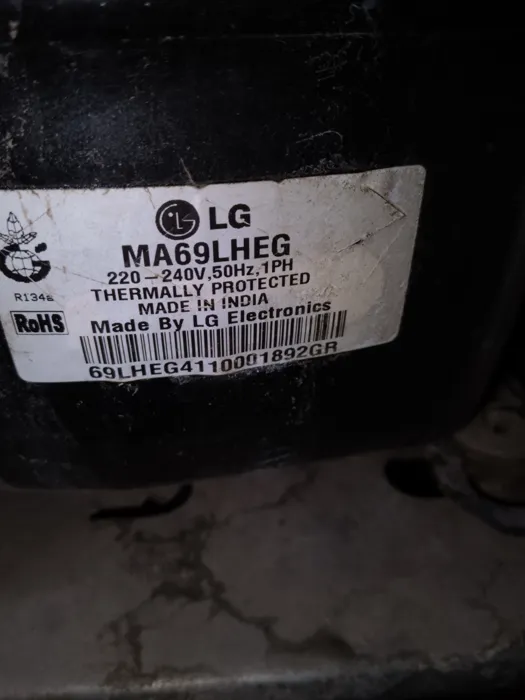 LG
MA69LHEG
220-240V,50Hz,1PH
THERMALLY PROTECTED
MADE IN INDIA
Made By LG Electronics
69LHEG4110001892GR
R134a
RoHS